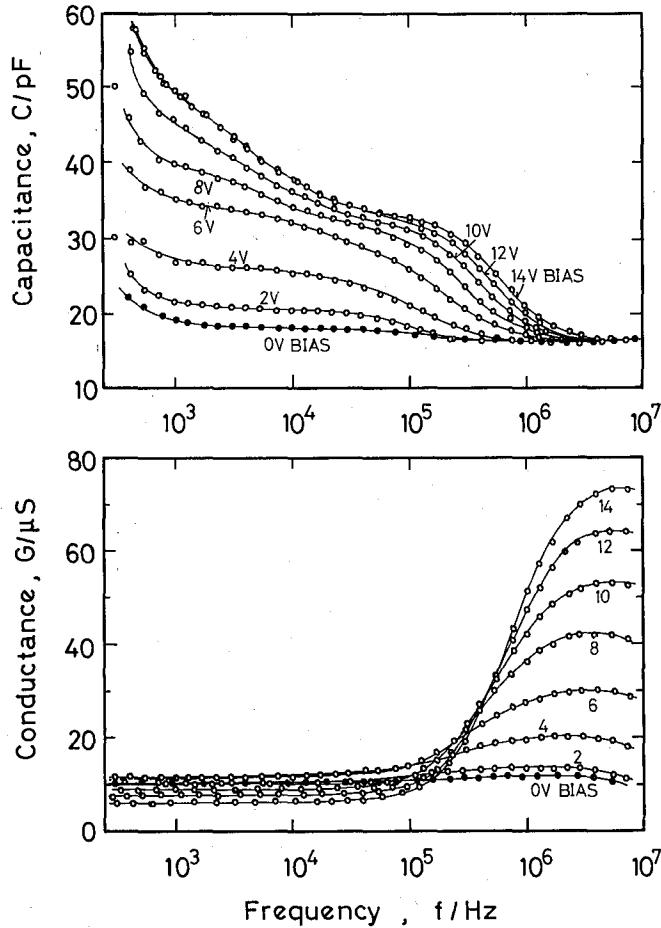 60
50
40
30
20
10
Capacitance, C/pF
8V
6V
4V
2V
0V BIAS
10V
12V
14V BIAS
10³
10⁴
10⁵
10⁶
10⁷
80
60
40
20
0
Conductance, G/μS
14
12
10
8
6
4
2
0V BIAS
10³
10⁴
10⁵
10⁶
10⁷
Frequency, f/Hz